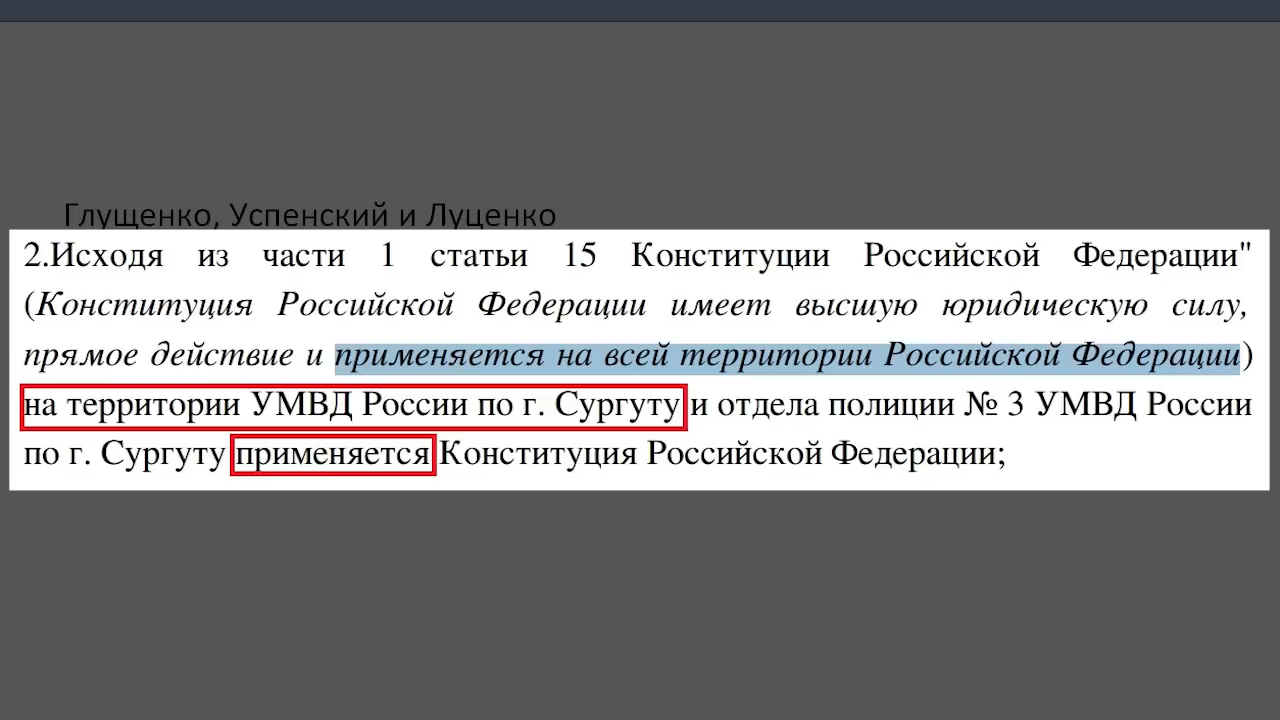 Глущенко, Успенский и Луценко
2.Исходя из части 1 статьи 15 Конституции Российской Федерации"
(Конституция Российской Федерации имеет высшую юридическую силу,
прямое действие и применяется на всей территории Российской Федерации)
на территории УМВД России по г. Сургуту и отдела полиции № 3 УМВД России
по г. Сургуту применяется Конституция Российской Федерации;